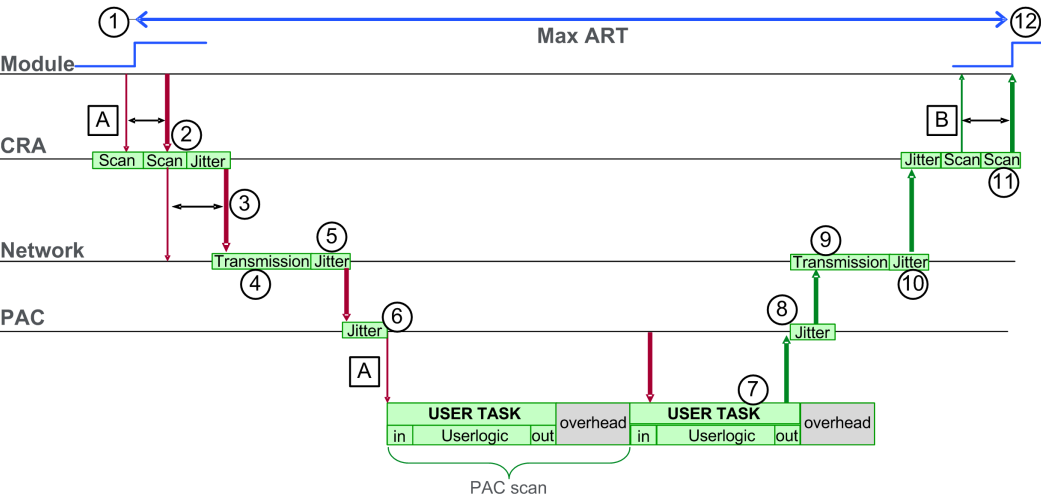 1
12
Max ART
Module
A
B
2
CRA
Scan
Scan
Jitter
Jitter
Scan
Scan
11
3
5
9
Network
Transmission
Jitter
Transmission
Jitter
4
10
6
8
PAC
Jitter
Jitter
A
7
USER TASK
overhead
USER TASK
overhead
in
Userlogic
out
in
Userlogic
out
PAC scan